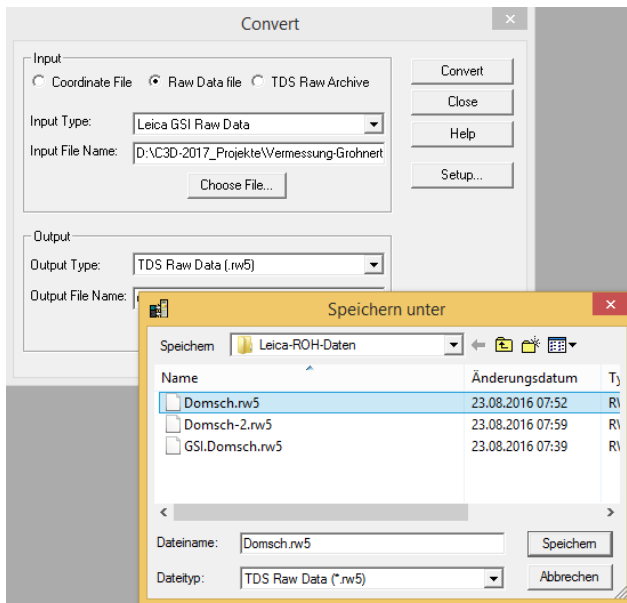 Convert
Input
Coordinate File Raw Data file TDS Raw Archive
Input Type: Leica GSI Raw Data
Input File Name: D:\C3D-2017_Projekte\Vermessung-Grohnert
Choose File...
Convert
Close
Help
Setup...
Output
Output Type: TDS Raw Data (.rw5)
Output File Name:
Speichern unter
Speichern Leica-ROH-Daten
Name Änderungsdatum
Domsch.rw5 23.08.2016 07:52
Domsch-2.rw5 23.08.2016 07:59
GSI.Domsch.rw5 23.08.2016 07:39
Dateiname: Domsch.rw5 Speichern
Dateityp: TDS Raw Data (*.rw5) Abbrechen